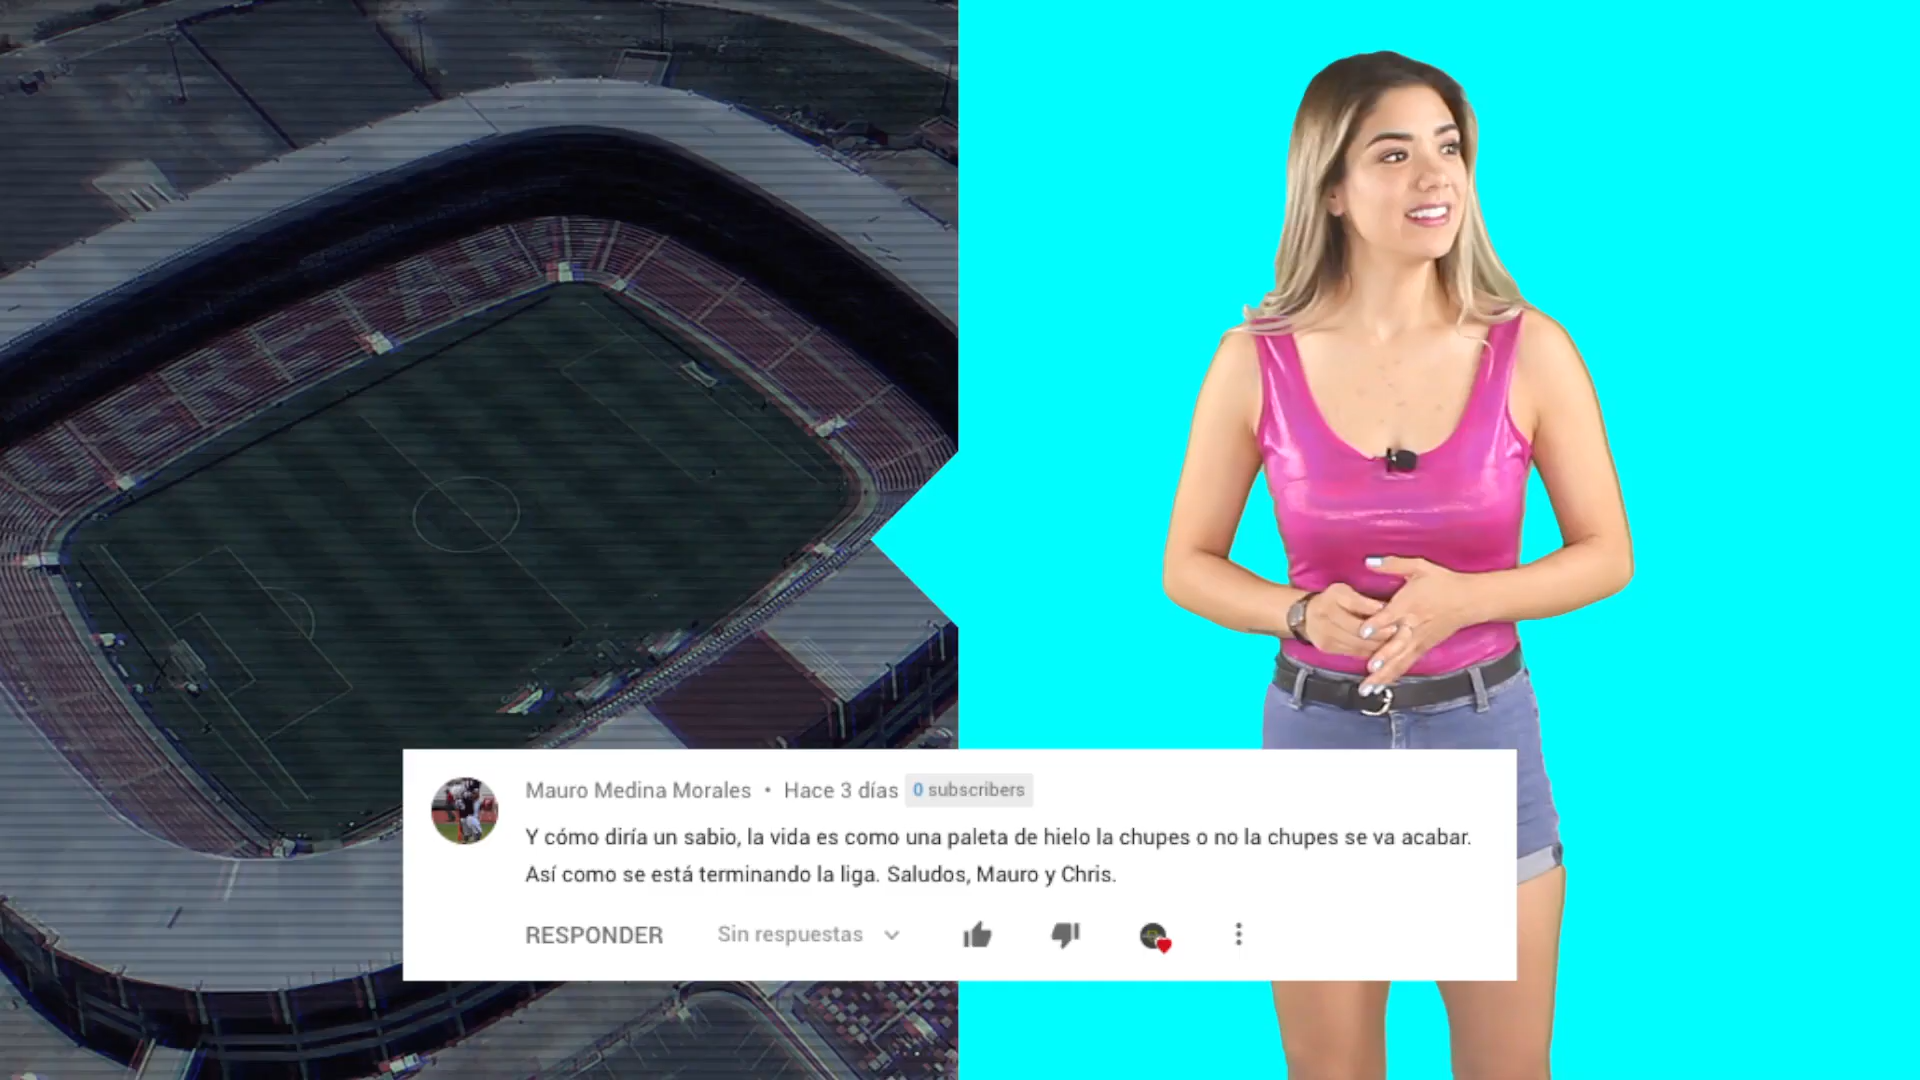 QUERETARO
Mauro Medina Morales • Hace 3 días 0 subscribers
Y cómo diría un sabio, la vida es como una paleta de hielo la chupes o no la chupes se va acabar.
Así como se está terminando la liga. Saludos, Mauro y Chris.
RESPONDER Sin respuestas